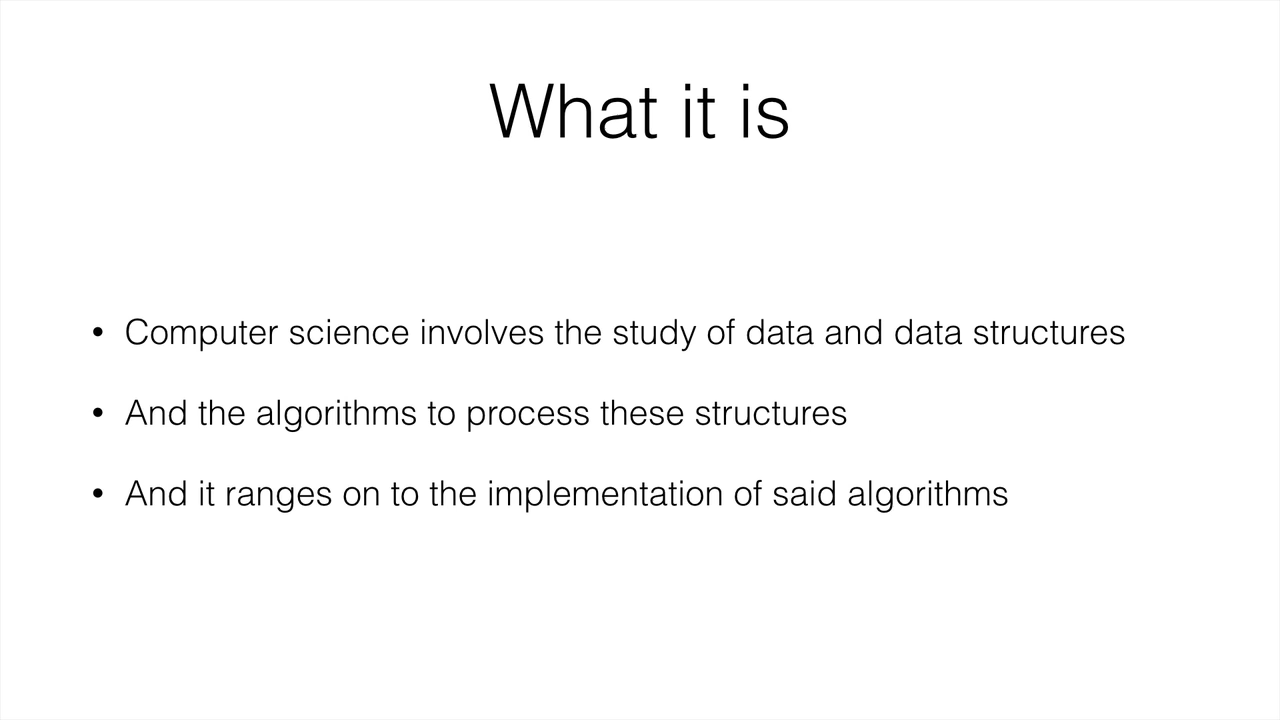 What it is
• Computer science involves the study of data and data structures
• And the algorithms to process these structures
• And it ranges on to the implementation of said algorithms